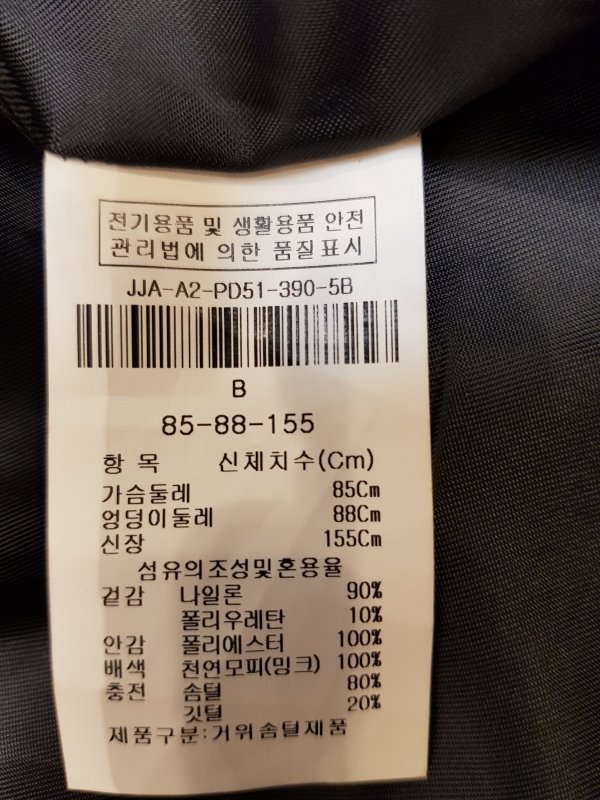 전기용품 및 생활용품 안전
관리법에 의한 품질표시
JJA-A2-PD51-390-5B
B
85-88-155
항 목 신체치수(Cm)
가슴둘레 85Cm
엉덩이둘레 88Cm
신장 155Cm
섬유의조성및혼용율
겉감 나일론 90%
폴리우레탄 10%
안감 폴리에스터 100%
배색 천연모피(밍크) 100%
충전 솜털 80%
깃털 20%
제품구분:거위솜털제품